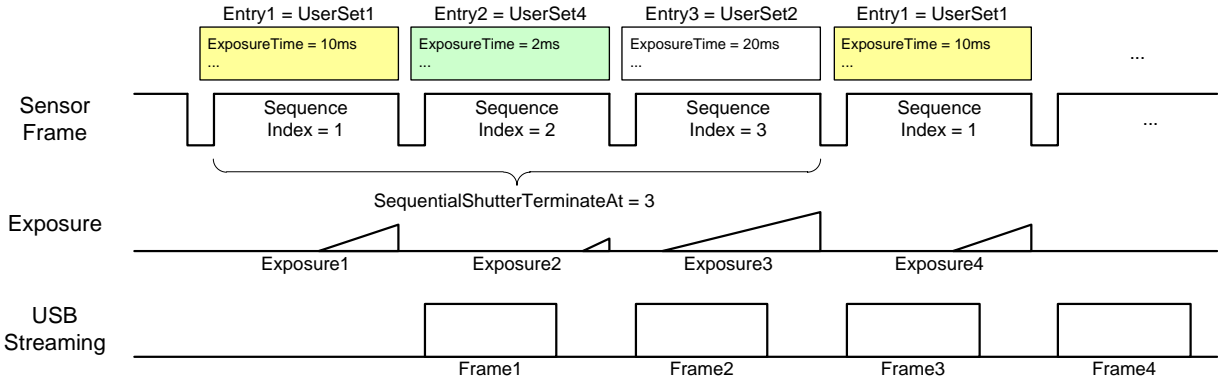 Entry1 = UserSet1
Entry2 = UserSet4
Entry3 = UserSet2
Entry1 = UserSet1
ExposureTime = 10ms
...
ExposureTime = 2ms
...
ExposureTime = 20ms
...
ExposureTime = 10ms
...
...
Sensor
Frame
Sequence
Index = 1
Sequence
Index = 2
Sequence
Index = 3
Sequence
Index = 1
...
SequentialShutterTerminateAt = 3
Exposure
Exposure1
Exposure2
Exposure3
Exposure4
USB
Streaming
Frame1
Frame2
Frame3
Frame4